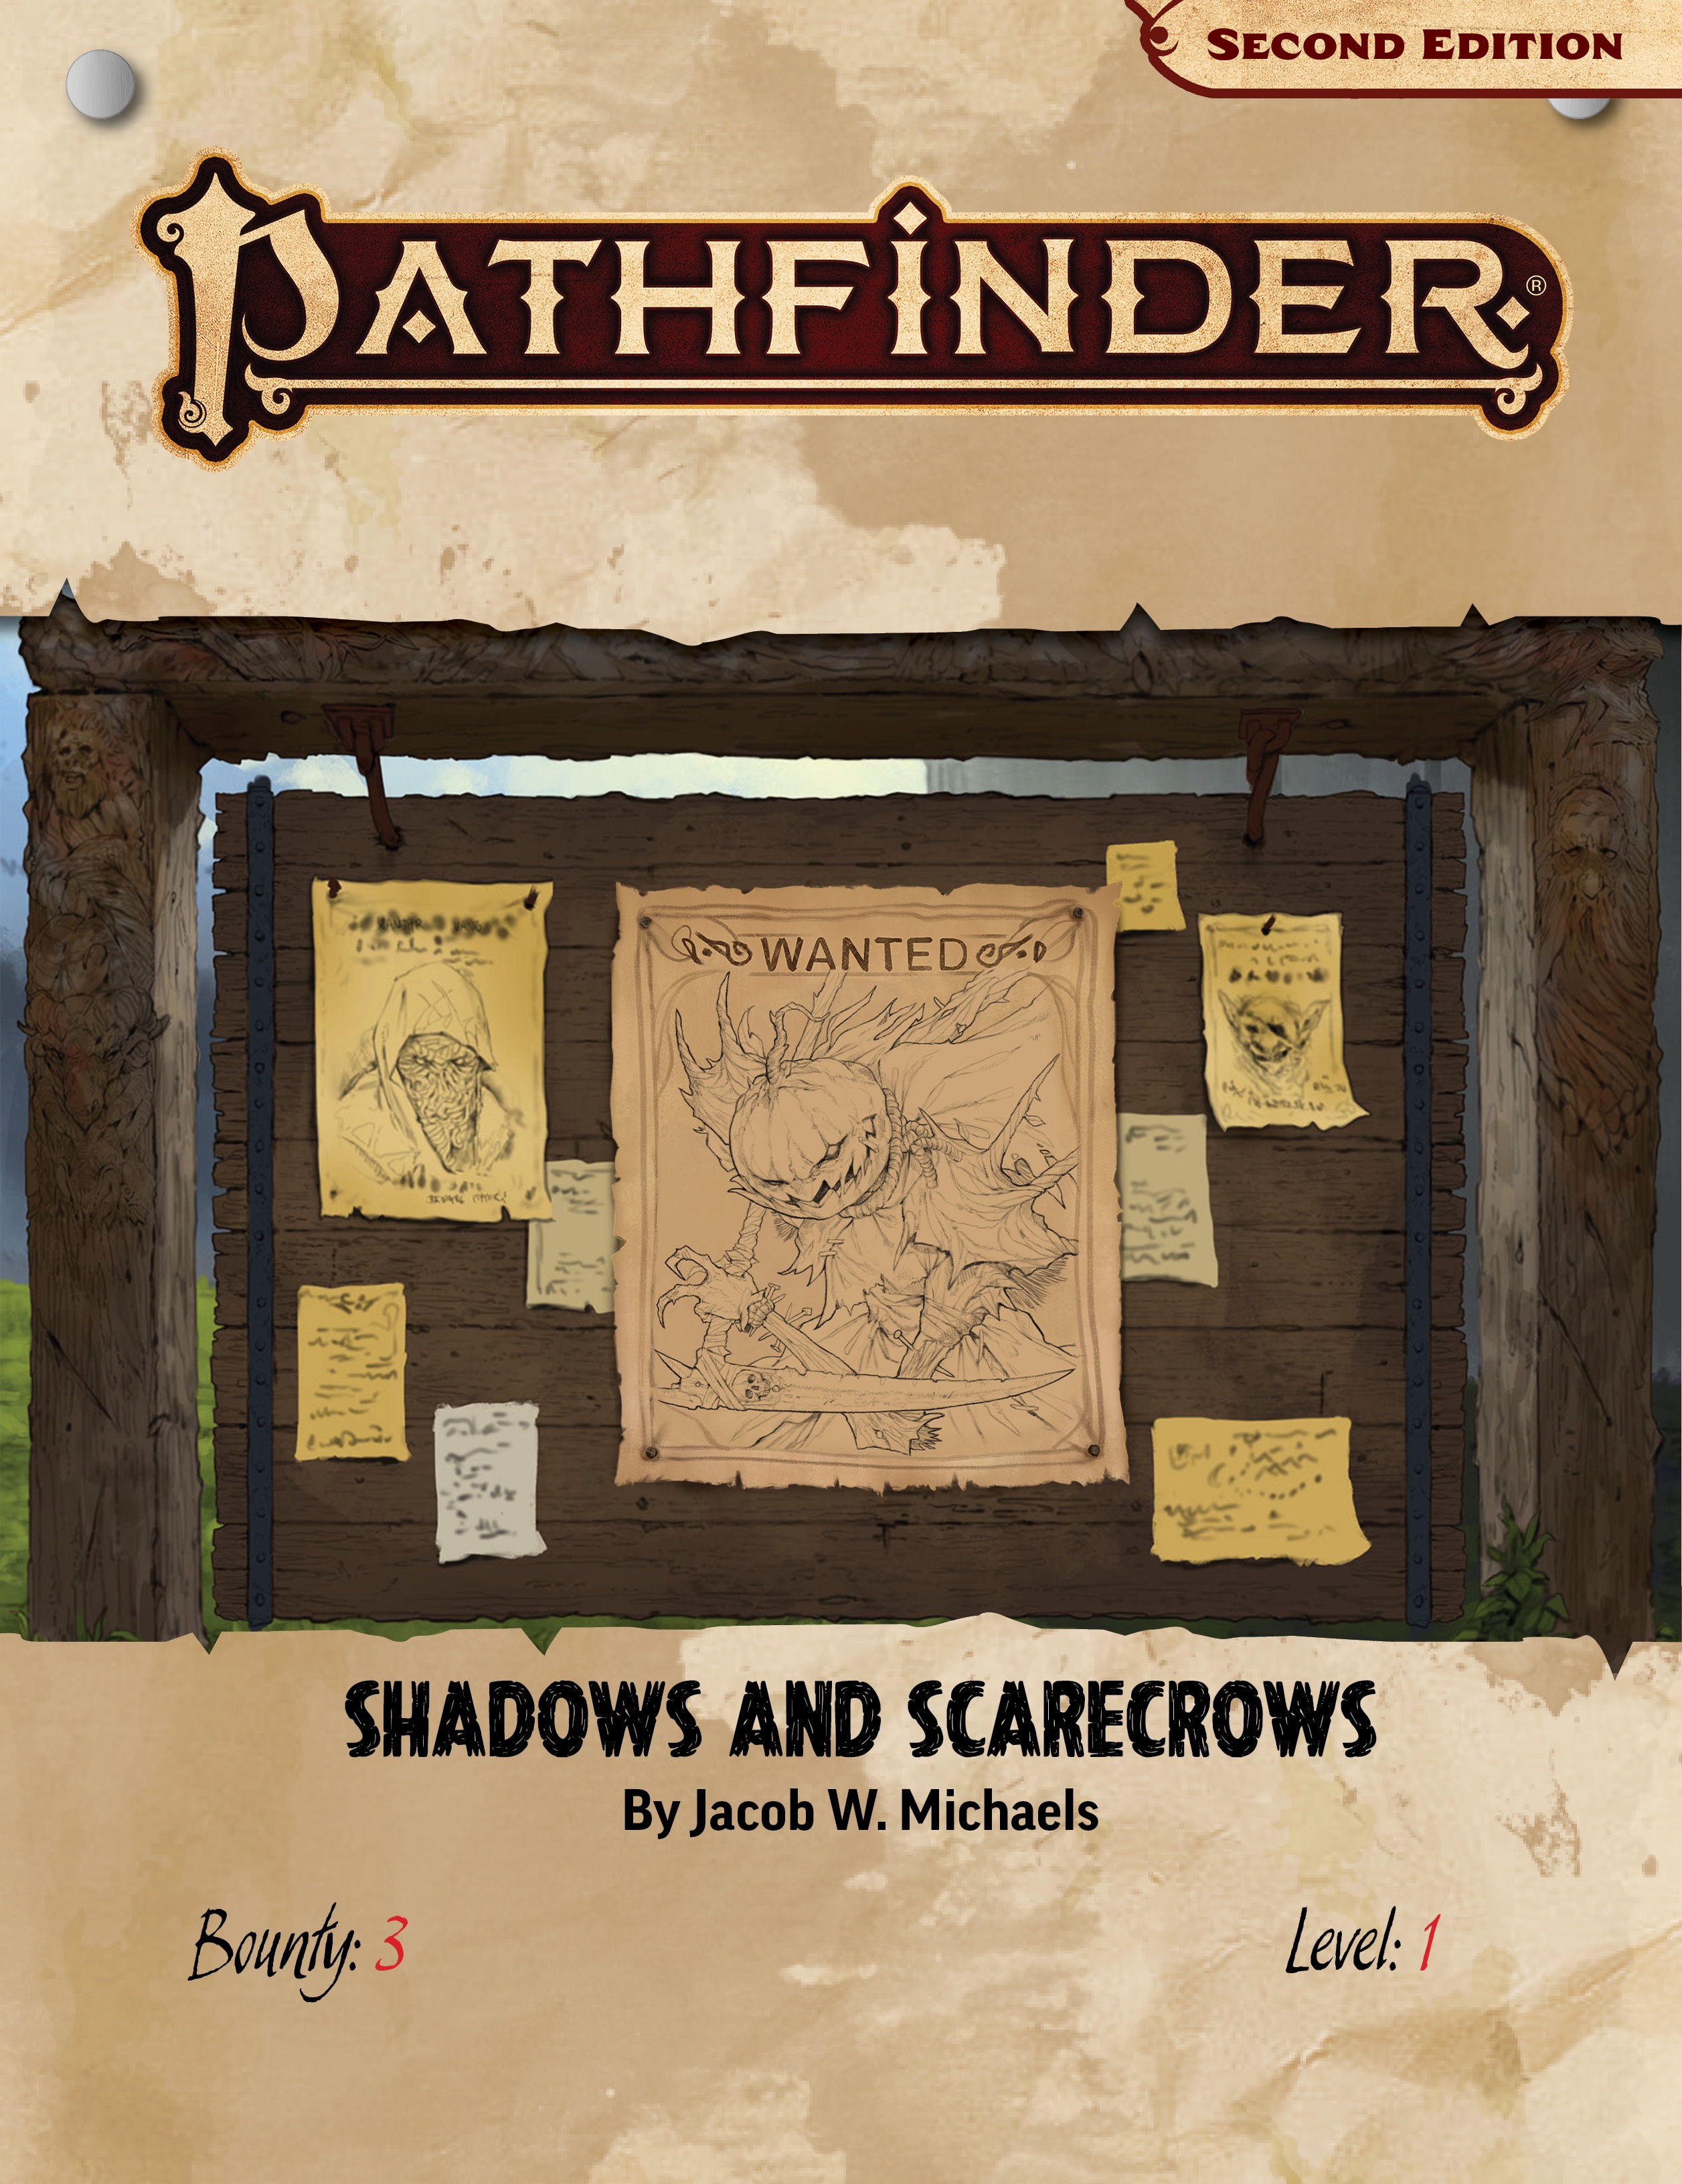 SECOND EDITION
PATHFINDER®
WANTED
SHADOWS AND SCARECROWS
By Jacob W. Michaels
Bounty: 3
Level: 1